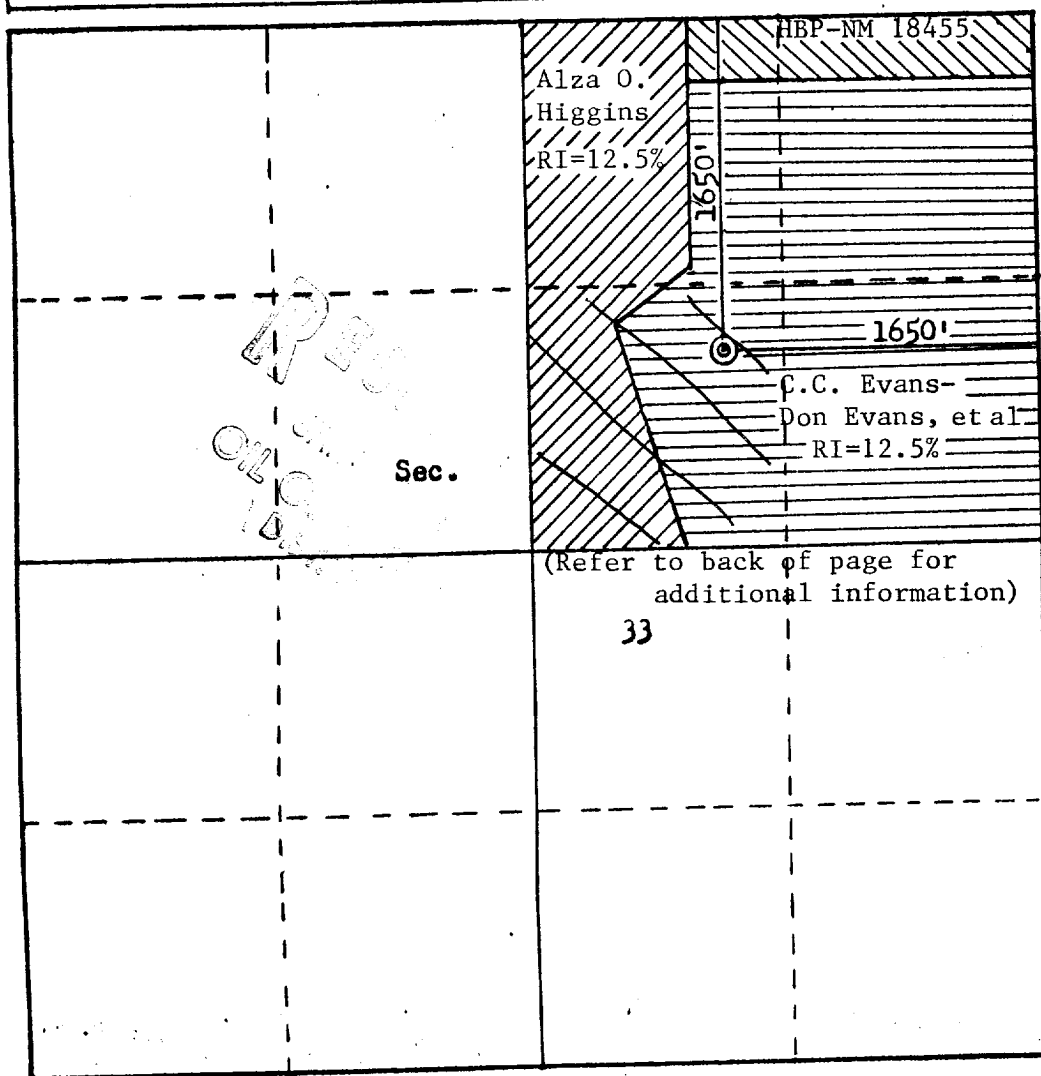 HBP-NM 18455
Alza O.
Higgins
RI=12.5%
1650'
1650'
C.C. Evans-
Don Evans, et al
RI=12.5%
Sec.
(Refer to back of page for
additional information)
33